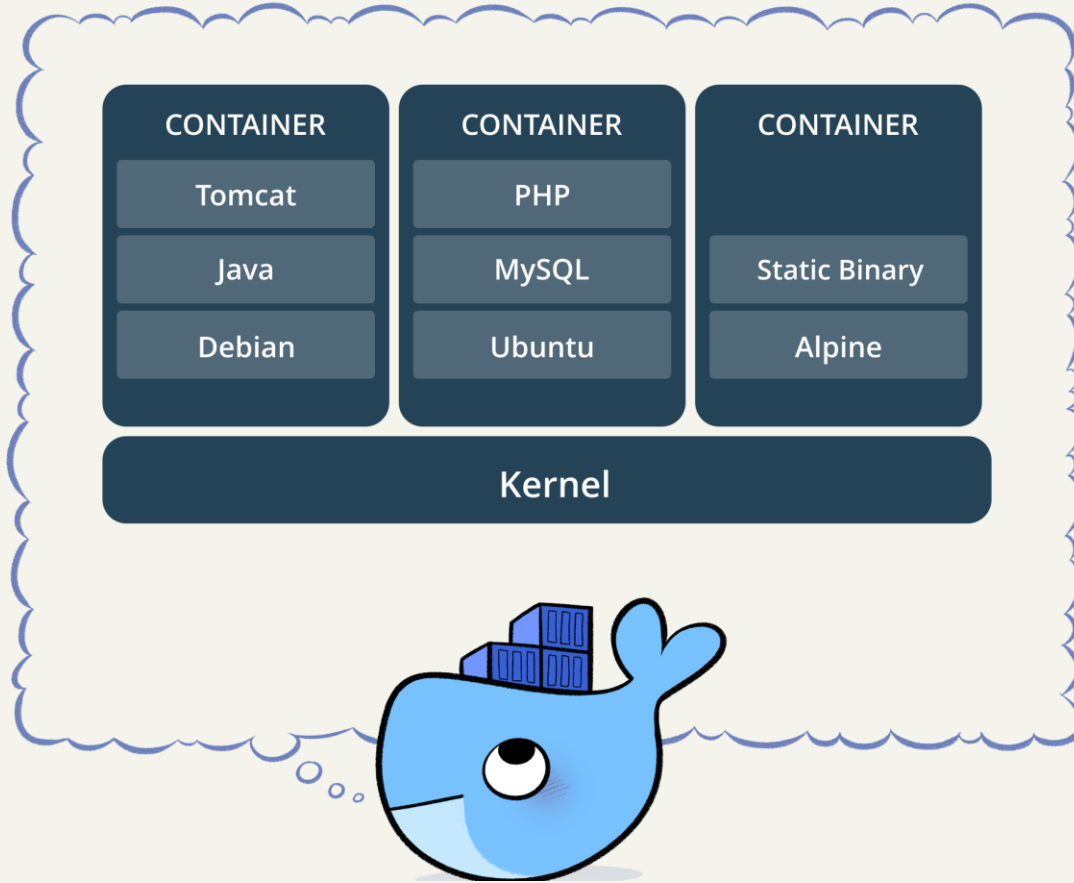 CONTAINER
Tomcat
Java
Debian
CONTAINER
PHP
MySQL
Ubuntu
CONTAINER
Static Binary
Alpine
Kernel